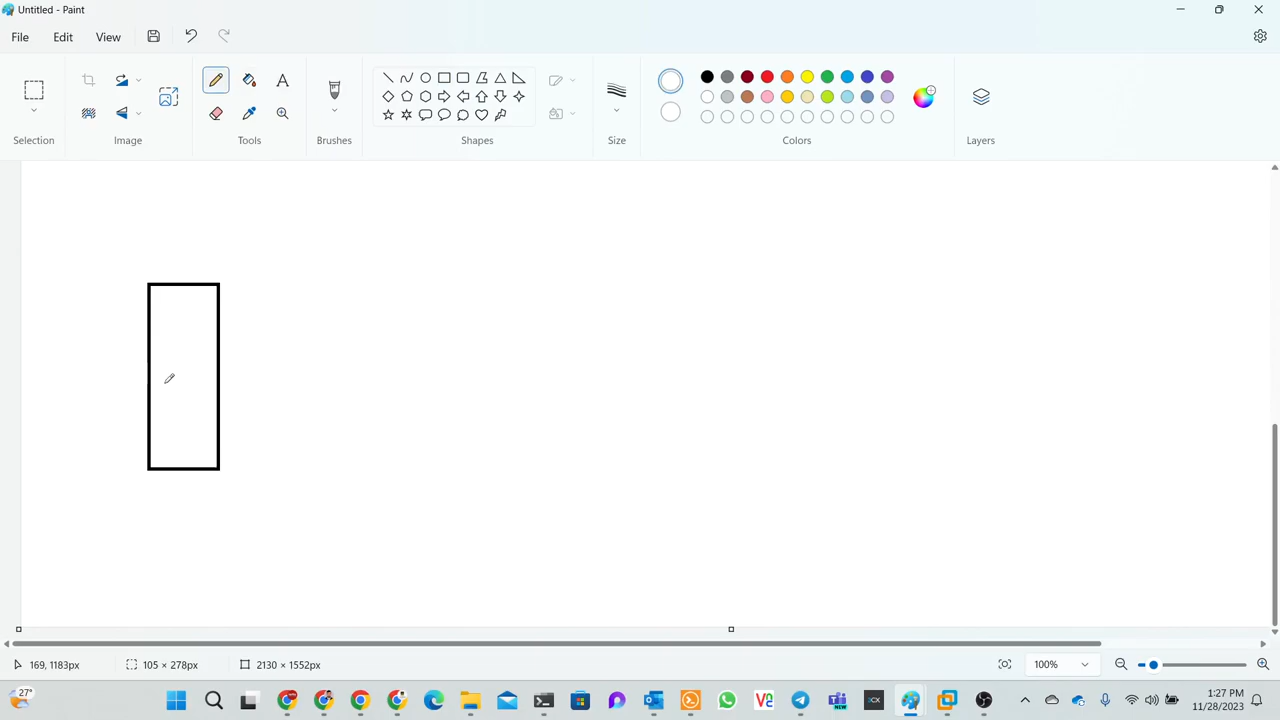 Untitled - Paint
File Edit View
Selection Image Tools Brushes Shapes Size Colors Layers
169, 1183px 105 × 278px 2130 × 1552px 100%
27° 1:27 PM
11/28/2023